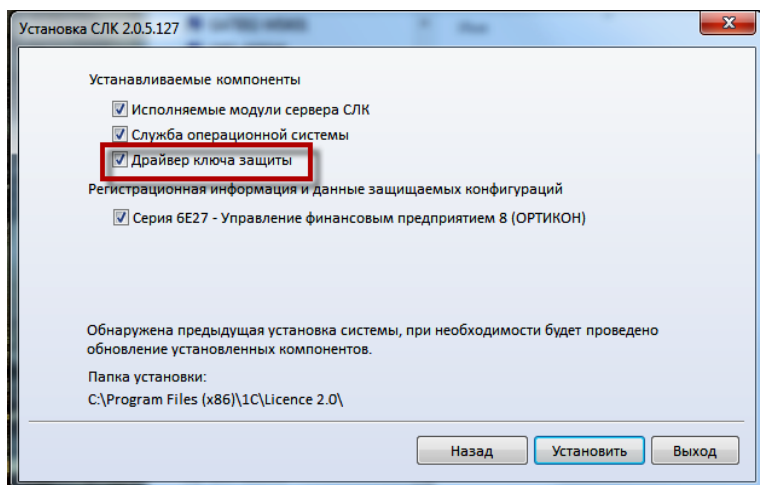 Установка СЛК 2.0.5.127
Устанавливаемые компоненты
Исполняемые модули сервера СЛК
Служба операционной системы
Драйвер ключа защиты
Регистрационная информация и данные защищаемых конфигураций
Серия 6E27 - Управление финансовым предприятием 8 (ОРТИКОН)
Обнаружена предыдущая установка системы, при необходимости будет проведено
обновление установленных компонентов.
Папка установки:
C:\Program Files (x86)\1C\Licence 2.0\
Назад Установить Выход